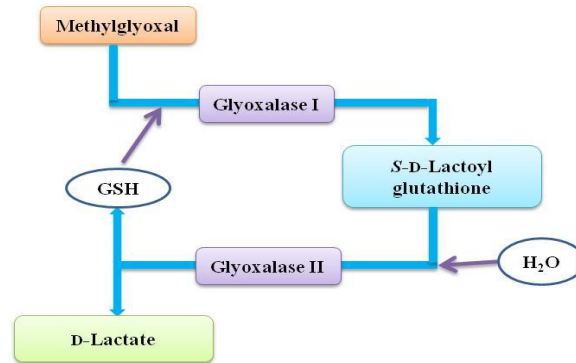 Methylglyoxal
Glyoxalase I
S-D-Lactoyl
glutathione
GSH
Glyoxalase II
H₂O
D-Lactate